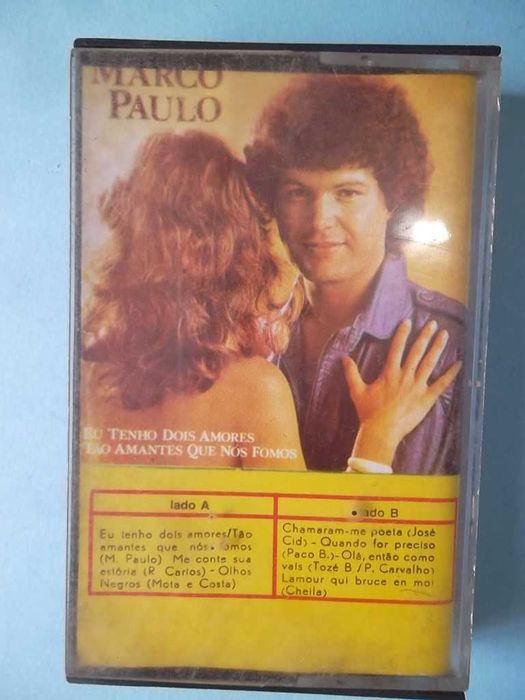 MARCO
PAULO
EU TENHO DOIS AMORES
TÃO AMANTES QUE NÓS FOMOS
lado A
Eu tenho dois amores/Tão
amantes que nós omos
(M. Paulo) Me conte sua
estória (R. Carlos) - Olhos
Negros (Mota e Costa)
ado B
Chamaram-me poeta (José
Cid) - Quando for preciso
(Paco B.)-Olá, então como
vais (Tozé B /P. Carvalho)
Lamour qui bruce en moi
(Cheila)